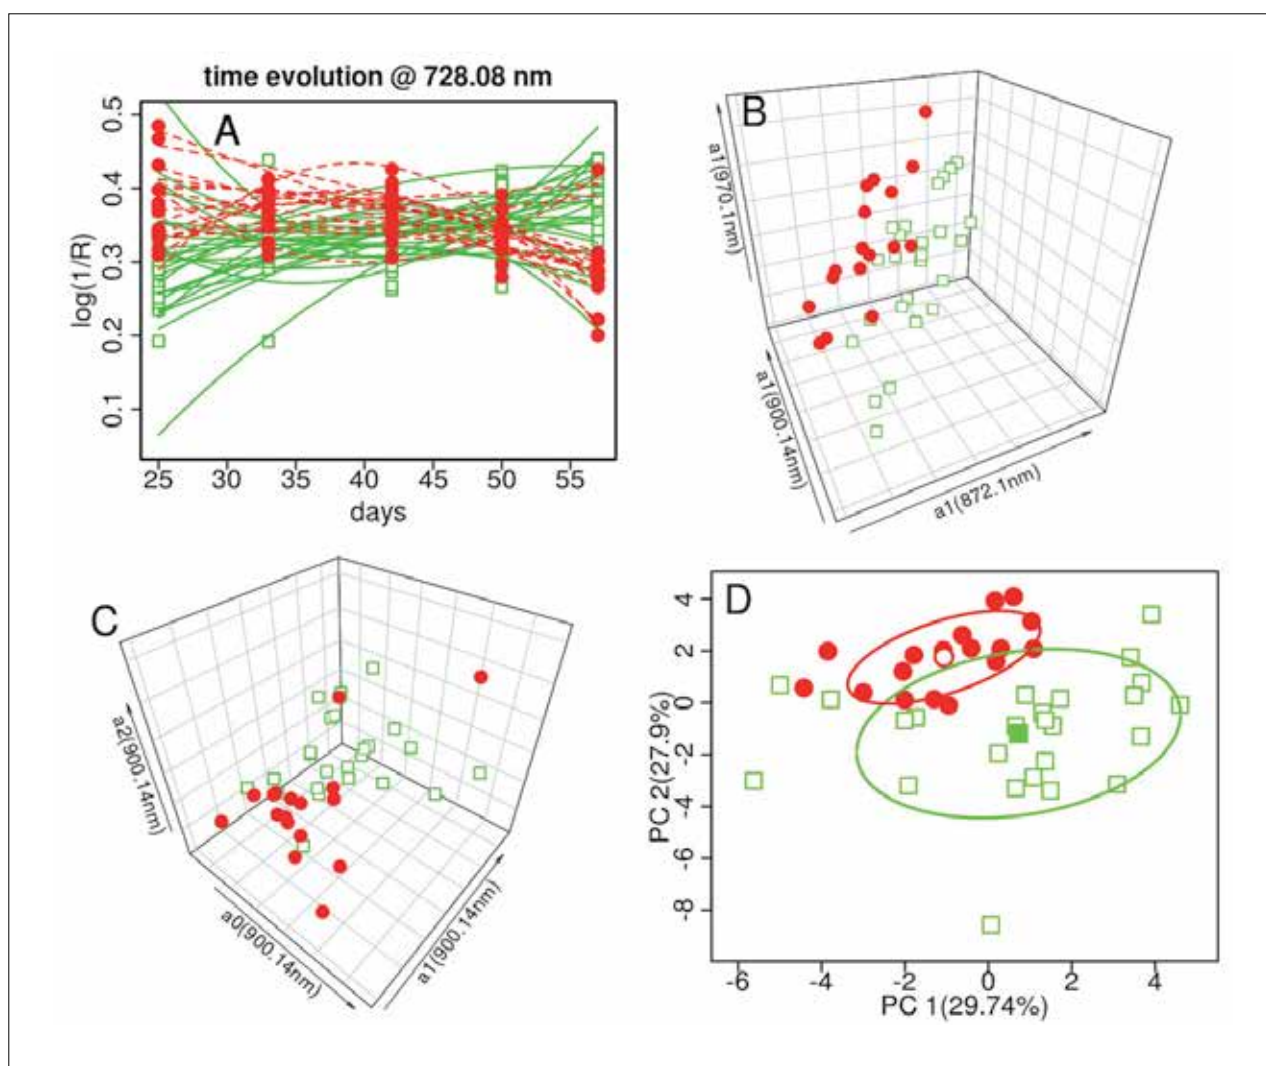 time evolution @ 728.08 nm
A
log(1/R)
0.5
0.4
0.3
0.2
0.1
25 30 35 40 45 50 55
days
B
a1(970.1nm)
a1(900.14nm)
a1(872.1nm)
C
a2(900.14nm)
a0(900.14nm)
a1(900.14nm)
D
PC 2(27.9%)
4
2
0
-2
-4
-6
-8
-6 -4 -2 0 2 4
PC 1(29.74%)